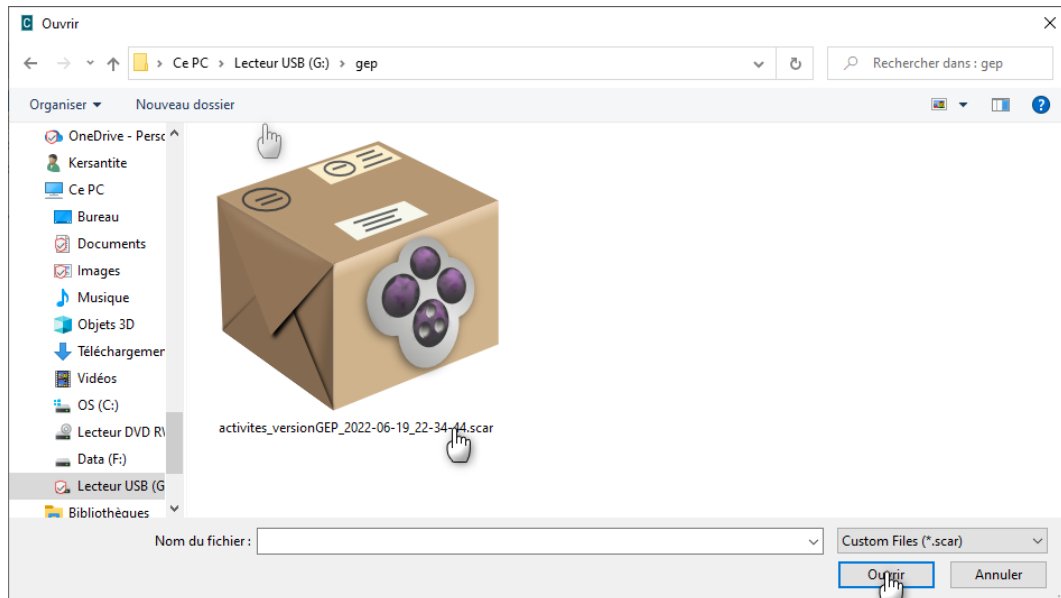 Ouvrir
Ce PC > Lecteur USB (G:) > gep
Rechercher dans : gep
Organiser
Nouveau dossier
OneDrive - Perso
Kersantite
Ce PC
Bureau
Documents
Images
Musique
Objets 3D
Téléchargemen
Vidéos
OS (C:)
Lecteur DVD RW
Data (F:)
Lecteur USB (G
Bibliothèques
activites_versionGEP_2022-06-19_22-34-44.scar
Nom du fichier :
Custom Files (*.scar)
Ouvrir
Annuler